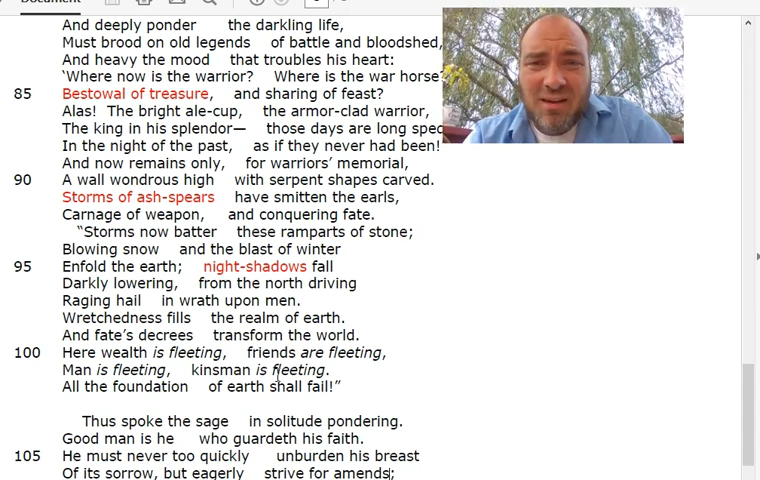 Document
And deeply ponder the darkling life,
Must brood on old legends of battle and bloodshed,
And heavy the mood that troubles his heart:
‘Where now is the warrior? Where is the war horse?
85 Bestowal of treasure, and sharing of feast?
Alas! The bright ale-cup, the armor-clad warrior,
The king in his splendor— those days are long sped
In the night of the past, as if they never had been!
And now remains only, for warriors’ memorial,
90 A wall wondrous high with serpent shapes carved.
Storms of ash-spears have smitten the earls,
Carnage of weapon, and conquering fate.
“Storms now batter these ramparts of stone;
Blowing snow and the blast of winter
95 Enfold the earth; night-shadows fall
Darkly lowering, from the north driving
Raging hail in wrath upon men.
Wretchedness fills the realm of earth.
And fate’s decrees transform the world.
100 Here wealth is fleeting, friends are fleeting,
Man is fleeting, kinsman is fleeting.
All the foundation of earth shall fail!”
Thus spoke the sage in solitude pondering.
Good man is he who guardeth his faith.
105 He must never too quickly unburden his breast
Of its sorrow, but eagerly strive for amends;